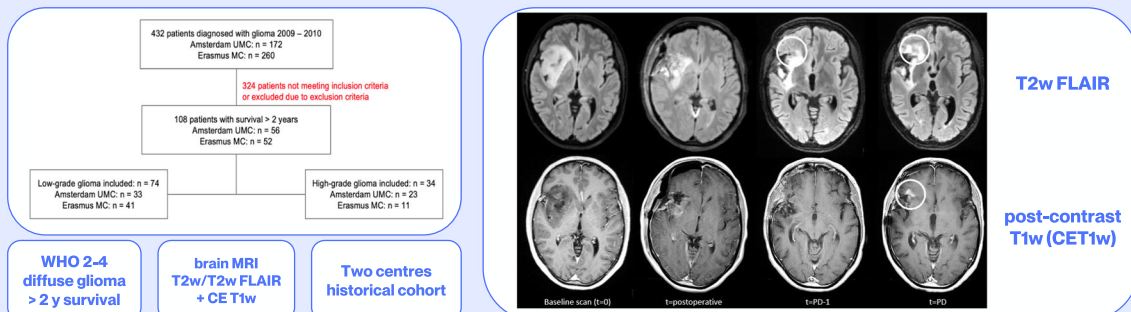 432 patients diagnosed with glioma 2009 – 2010
Amsterdam UMC: n = 172
Erasmus MC: n = 260
324 patients not meeting inclusion criteria
or excluded due to exclusion criteria
108 patients with survival > 2 years
Amsterdam UMC: n = 56
Erasmus MC: n = 52
Low-grade glioma included: n = 74
Amsterdam UMC: n = 33
Erasmus MC: n = 41
High-grade glioma included: n = 34
Amsterdam UMC: n = 23
Erasmus MC: n = 11
WHO 2-4
diffuse glioma
> 2 y survival
brain MRI
T2w/T2w FLAIR
+ CE T1w
Two centres
historical cohort
T2w FLAIR
post-contrast
T1w (CET1w)
Baseline scan (t=0)
t=postoperative
t=PD-1
t=PD